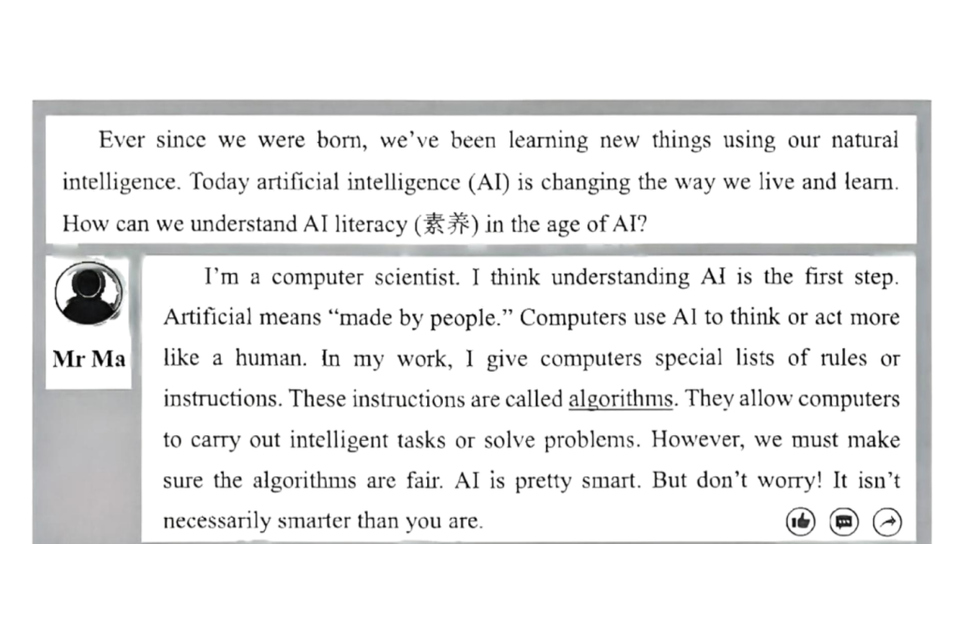 Ever since we were born, we've been learning new things using our natural
intelligence. Today artificial intelligence (AI) is changing the way we live and learn.
How can we understand AI literacy (素养) in the age of AI?
Mr Ma
I'm a computer scientist. I think understanding AI is the first step.
Artificial means “made by people.” Computers use AI to think or act more
like a human. In my work, I give computers special lists of rules or
instructions. These instructions are called algorithms. They allow computers
to carry out intelligent tasks or solve problems. However, we must make
sure the algorithms are fair. AI is pretty smart. But don't worry! It isn't
necessarily smarter than you are.